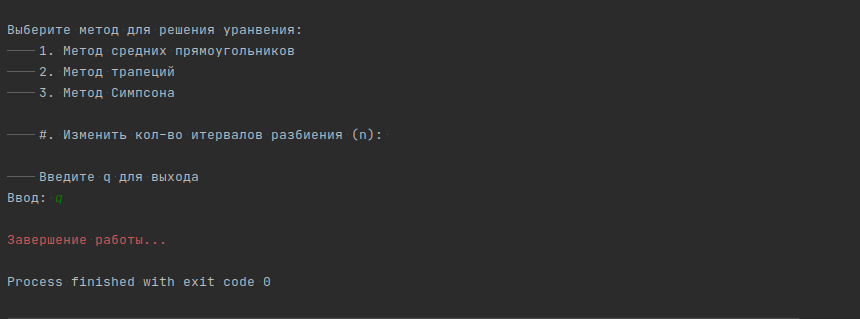 Выберите метод для решения уранвения:
1. Метод средних прямоугольников
2. Метод трапеций
3. Метод Симпсона
#. Изменить кол-во итервалов разбиения (n):
Введите q для выхода
Ввод: q
Завершение работы...
Process finished with exit code 0